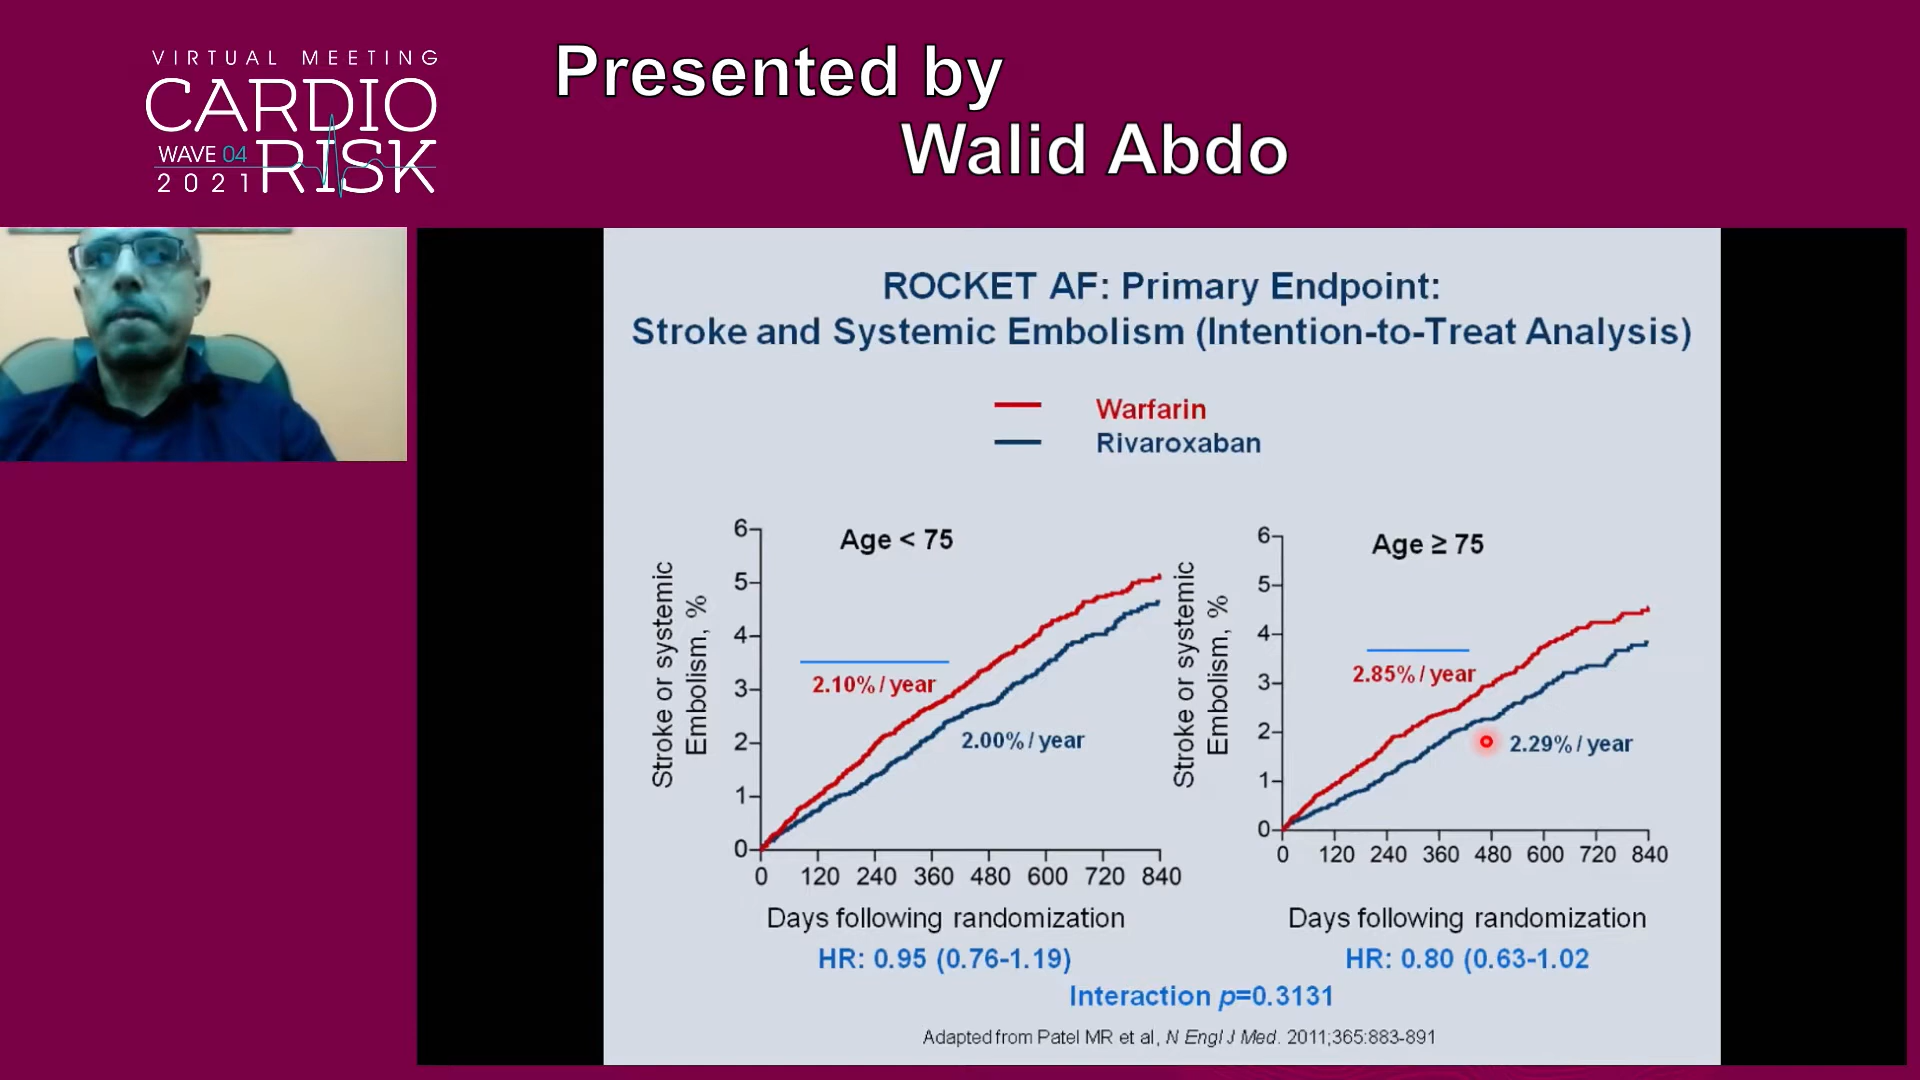 VIRTUAL MEETING
CARDIO
WAVE 04
RISK
2021
Presented by
Walid Abdo
ROCKET AF: Primary Endpoint:
Stroke and Systemic Embolism (Intention-to-Treat Analysis)
Warfarin
Rivaroxaban
Age < 75
Stroke or systemic
Embolism, %
6
5
4
3
2
1
0
2.10% / year
2.00% / year
0 120 240 360 480 600 720 840
Days following randomization
HR: 0.95 (0.76-1.19)
Age ≥ 75
Stroke or systemic
Embolism, %
6
5
4
3
2
1
0
2.85% / year
2.29% / year
0 120 240 360 480 600 720 840
Days following randomization
HR: 0.80 (0.63-1.02
Interaction p=0.3131
Adapted from Patel MR et al, N Engl J Med. 2011;365:883-891